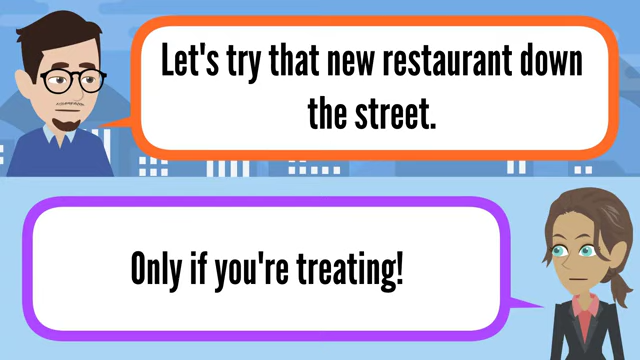 Let's try that new restaurant down
the street.
Only if you're treating!